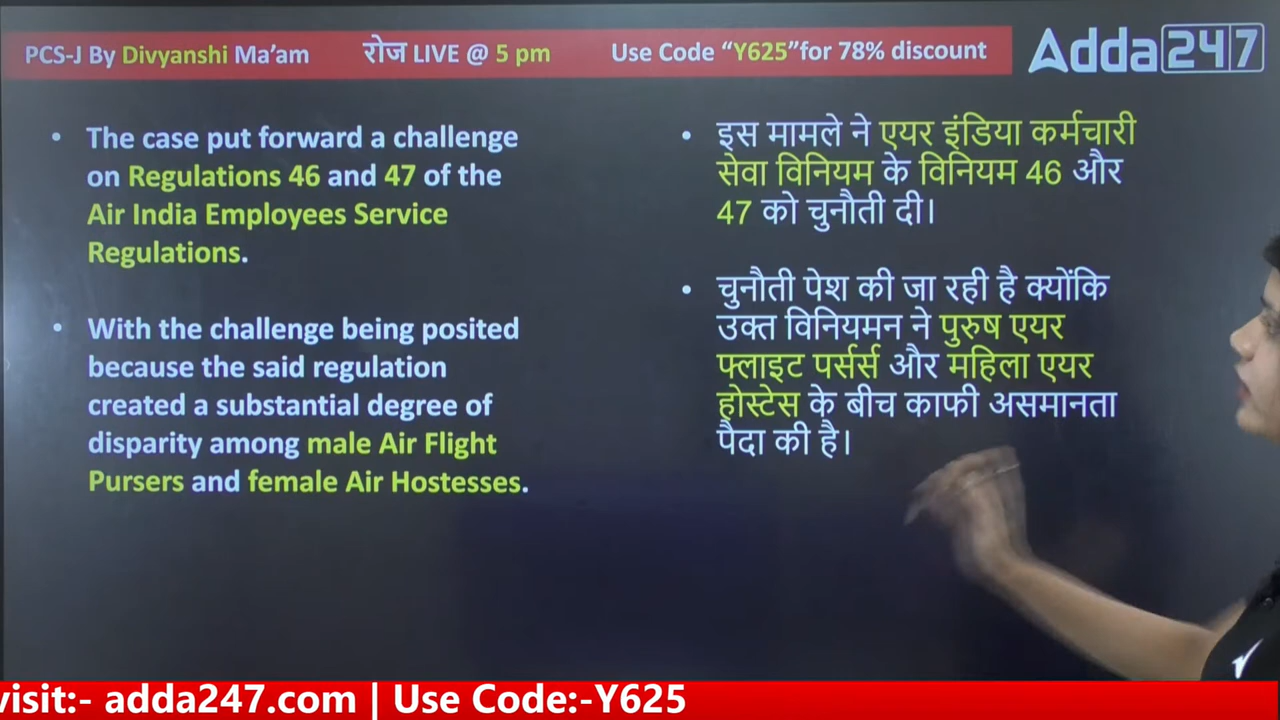 PCS-J By Divyanshi Ma’am रोज LIVE @ 5 pm Use Code “Y625”for 78% discount
Adda247
• The case put forward a challenge
on Regulations 46 and 47 of the
Air India Employees Service
Regulations.
• With the challenge being posited
because the said regulation
created a substantial degree of
disparity among male Air Flight
Pursers and female Air Hostesses.
• इस मामले ने एयर इंडिया कर्मचारी
सेवा विनियम के विनियम 46 और
47 को चुनौती दी।
• चुनौती पेश की जा रही है क्योंकि
उक्त विनियमन ने पुरुष एयर
फ्लाइट पर्सर्स और महिला एयर
होस्टेस के बीच काफी असमानता
पैदा की है।
visit:- adda247.com | Use Code:-Y625